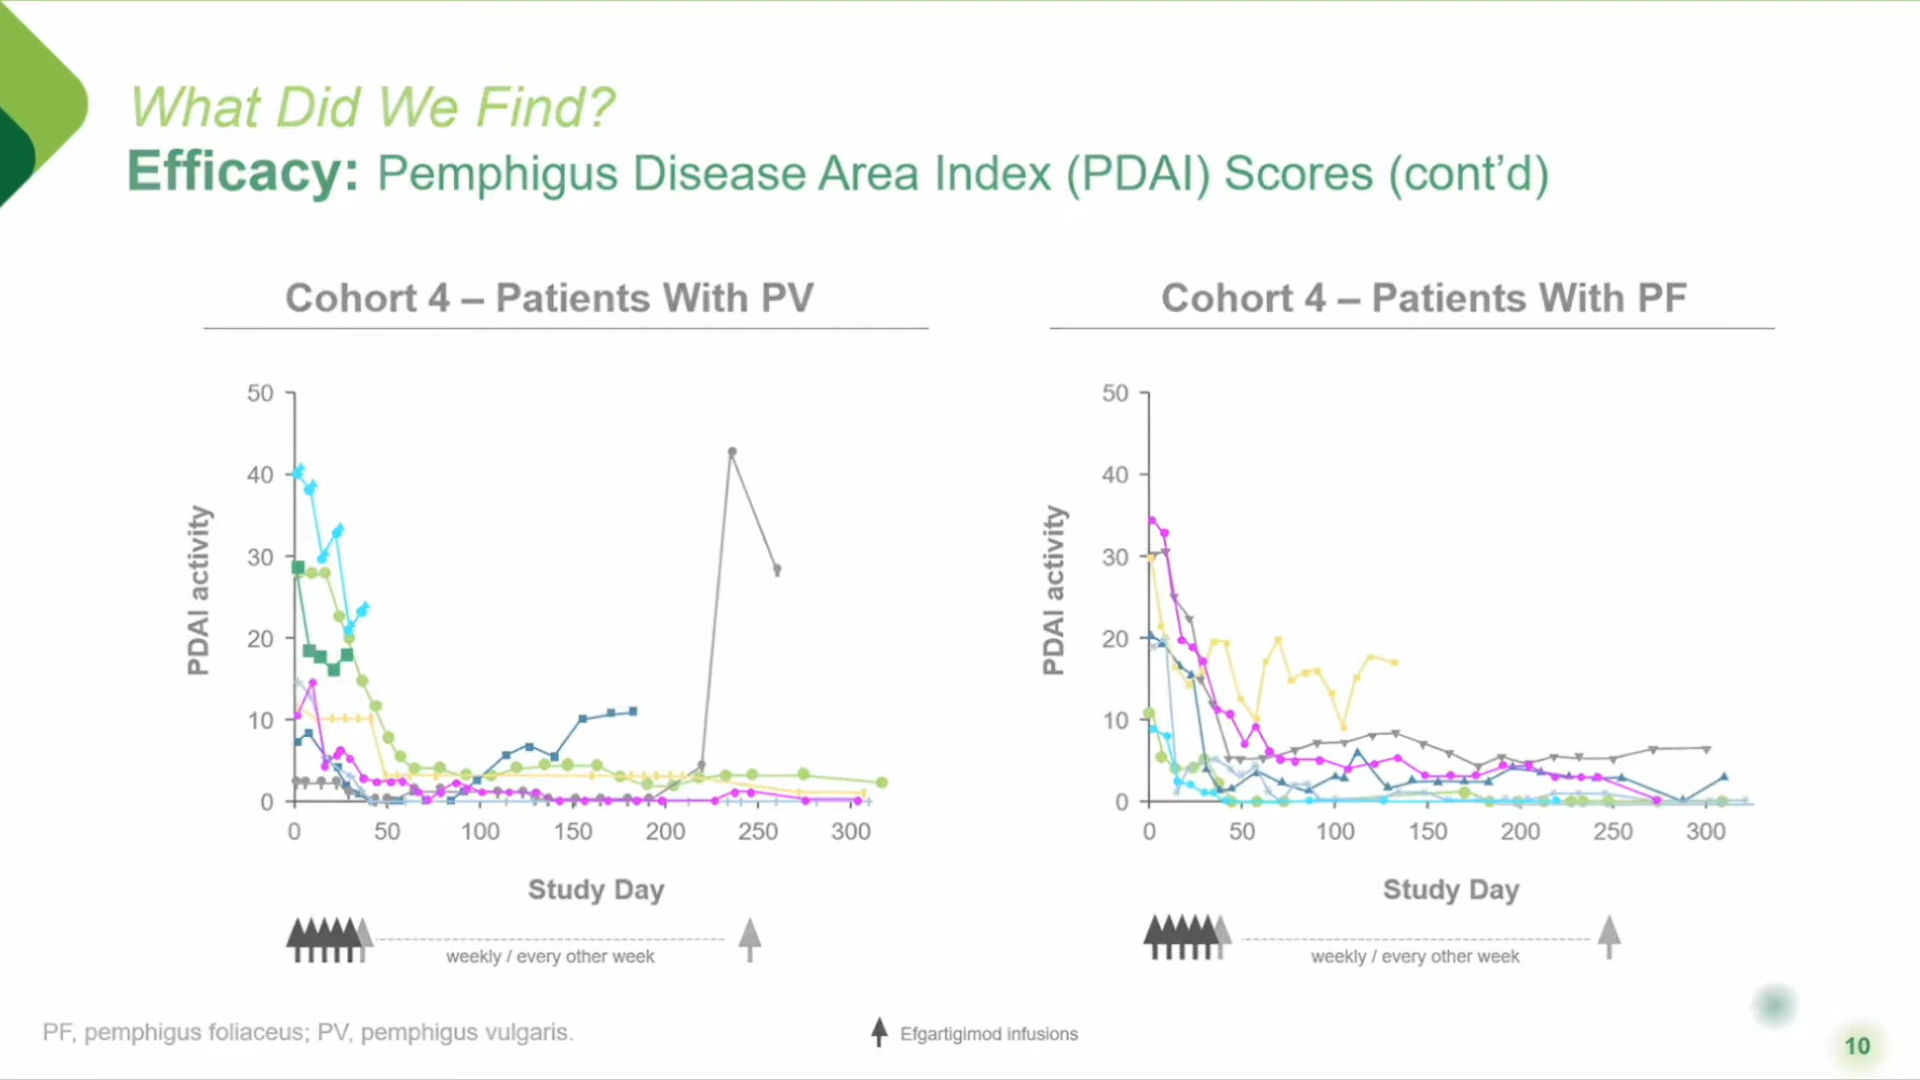 What Did We Find?
Efficacy: Pemphigus Disease Area Index (PDAI) Scores (cont’d)
Cohort 4 – Patients With PV
50
40
30
20
10
0
PDAI activity
0 50 100 150 200 250 300
Study Day
weekly / every other week
Cohort 4 – Patients With PF
50
40
30
20
10
0
PDAI activity
0 50 100 150 200 250 300
Study Day
weekly / every other week
PF, pemphigus foliaceus; PV, pemphigus vulgaris.
Efgartigimod infusions
10